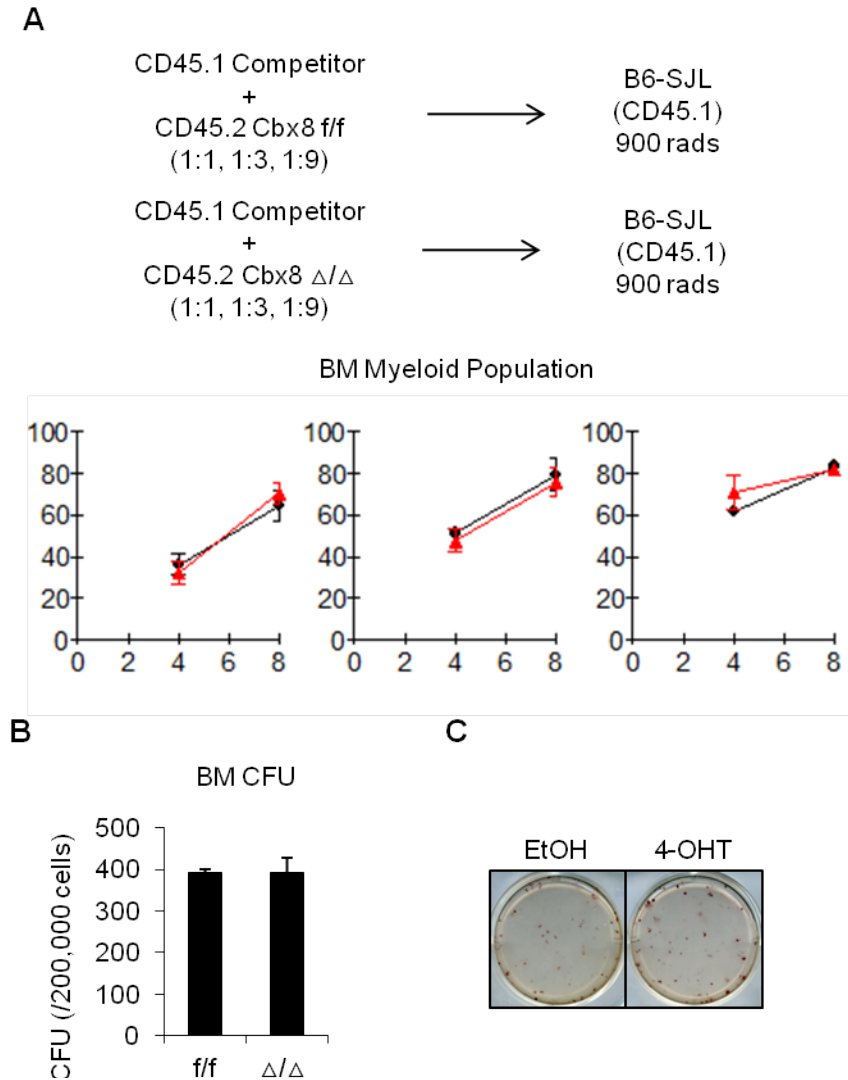 A
CD45.1 Competitor
+
CD45.2 Cbx8 f/f
(1:1, 1:3, 1:9)
B6-SJL
(CD45.1)
900 rads
CD45.1 Competitor
+
CD45.2 Cbx8 △/△
(1:1, 1:3, 1:9)
B6-SJL
(CD45.1)
900 rads
BM Myeloid Population
100
80
60
40
20
0
0 2 4 6 8
100
80
60
40
20
0
0 2 4 6 8
100
80
60
40
20
0
0 2 4 6 8
B
BM CFU
CFU (/200,000 cells)
500
400
300
200
100
0
f/f △/△
C
EtOH 4-OHT